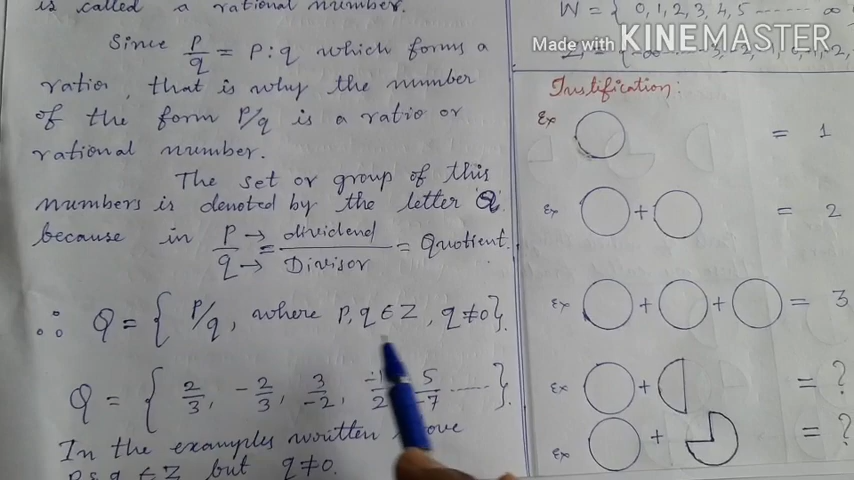 is called a rational number.
Since P/q = P:q which forms a
ratio, that is why the number
of the form P/q is a ratio or
rational number.
The set or group of this
numbers is denoted by the letter 'Q'
because in P/q → → = dividend/Divisor = Quotient.
∴ Q = { P/q, where P, q ∈ Z, q ≠ 0}.
Q = { 2/3, -2/3, 3/-2, -1/2, 5/-7 ......}.
In the examples written above
P & q ∈ Z but q ≠ 0.
W = { 0, 1, 2, 3, 4, 5 ------ ∞
Made with KINEMASTER
Justification:
Ex = 1
Ex + = 2
Ex + + = 3
Ex + = ?
Ex + = ?